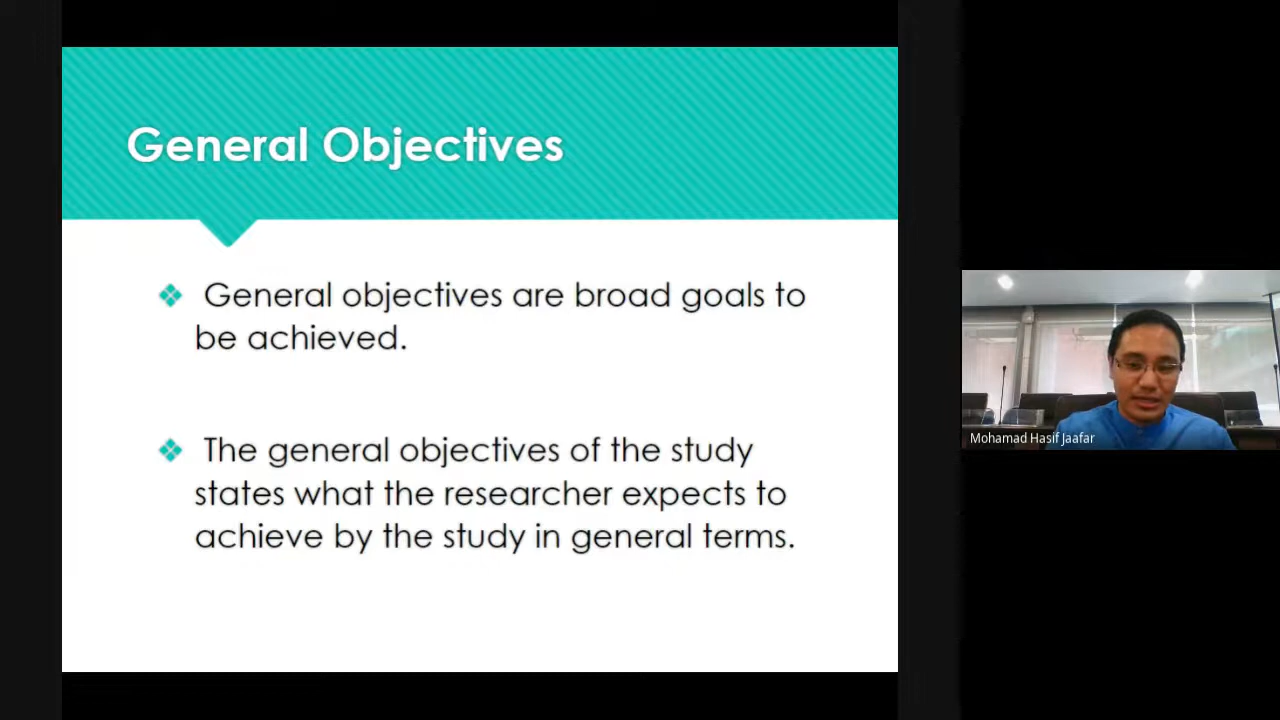 General Objectives
General objectives are broad goals to
be achieved.
The general objectives of the study
states what the researcher expects to
achieve by the study in general terms.
Mohamad Hasif Jaafar